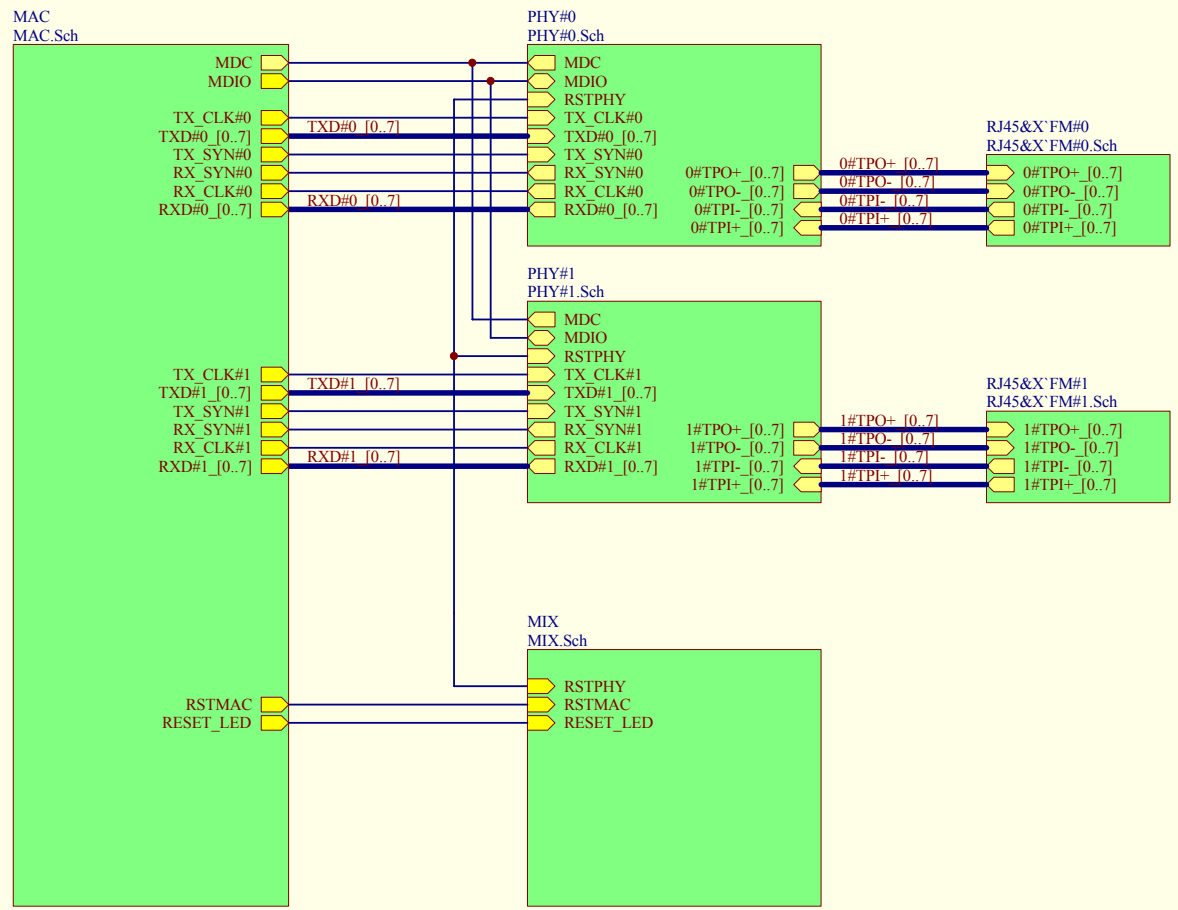 MAC
MAC.Sch
MDC
MDIO
TX_CLK#0
TXD#0_[0..7]
TX_SYN#0
RX_SYN#0
RX_CLK#0
RXD#0_[0..7]
TX_CLK#1
TXD#1_[0..7]
TX_SYN#1
RX_SYN#1
RX_CLK#1
RXD#1_[0..7]
RSTMAC
RESET_LED
TXD#0_[0..7]
RXD#0_[0..7]
TXD#1_[0..7]
RXD#1_[0..7]
PHY#0
PHY#0.Sch
MDC
MDIO
RSTPHY
TX_CLK#0
TXD#0_[0..7]
TX_SYN#0
RX_SYN#0
RX_CLK#0
RXD#0_[0..7]
0#TPO+_[0..7]
0#TPO-_[0..7]
0#TPI-_[0..7]
0#TPI+_[0..7]
0#TPO+_[0..7]
0#TPO-_[0..7]
0#TPI-_[0..7]
0#TPI+_[0..7]
RJ45&X`FM#0
RJ45&X`FM#0.Sch
0#TPO+_[0..7]
0#TPO-_[0..7]
0#TPI-_[0..7]
0#TPI+_[0..7]
PHY#1
PHY#1.Sch
MDC
MDIO
RSTPHY
TX_CLK#1
TXD#1_[0..7]
TX_SYN#1
RX_SYN#1
RX_CLK#1
RXD#1_[0..7]
1#TPO+_[0..7]
1#TPO-_[0..7]
1#TPI-_[0..7]
1#TPI+_[0..7]
1#TPO+_[0..7]
1#TPO-_[0..7]
1#TPI-_[0..7]
1#TPI+_[0..7]
RJ45&X`FM#1
RJ45&X`FM#1.Sch
1#TPO+_[0..7]
1#TPO-_[0..7]
1#TPI-_[0..7]
1#TPI+_[0..7]
MIX
MIX.Sch
RSTPHY
RSTMAC
RESET_LED